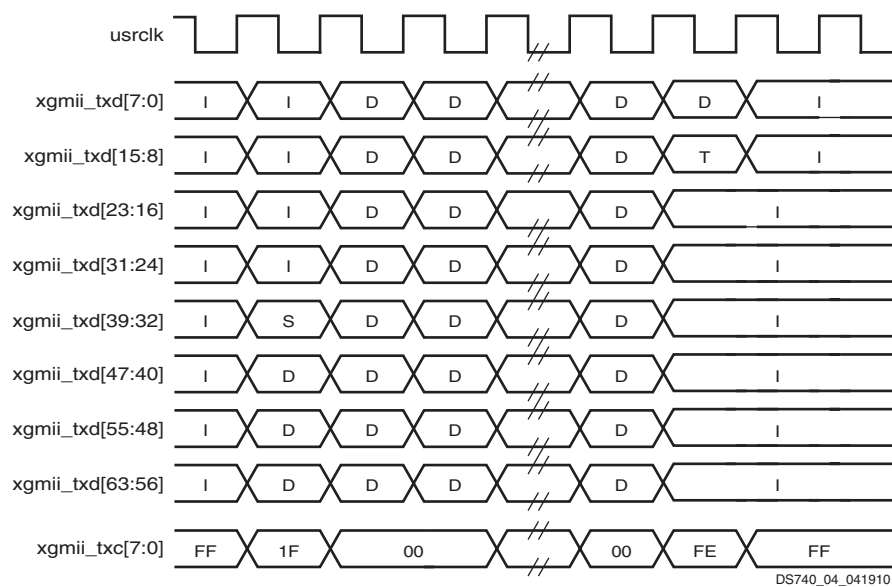 usrclk
xgmii_txd[7:0] I I D D D D I
xgmii_txd[15:8] I I D D D T I
xgmii_txd[23:16] I I D D D I
xgmii_txd[31:24] I I D D D I
xgmii_txd[39:32] I S D D D I
xgmii_txd[47:40] I D D D D I
xgmii_txd[55:48] I D D D D I
xgmii_txd[63:56] I D D D D I
xgmii_txc[7:0] FF 1F 00 00 FE FF
DS740_04_041910